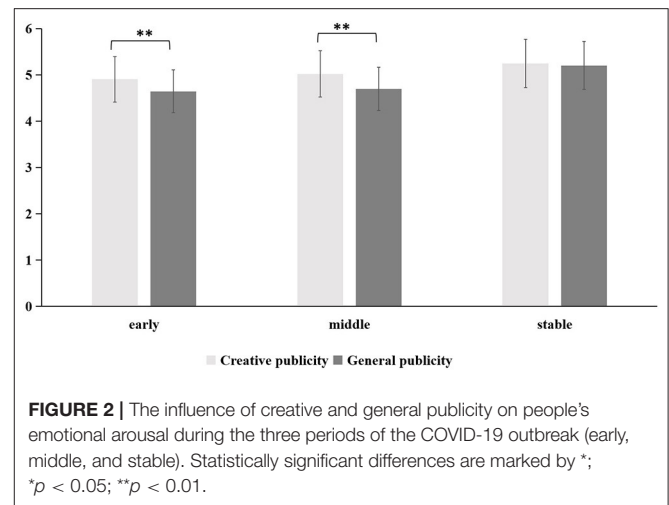 6
**
**
5
4
3
2
1
0
early middle stable
Creative publicity General publicity
FIGURE 2 | The influence of creative and general publicity on people’s
emotional arousal during the three periods of the COVID-19 outbreak (early,
middle, and stable). Statistically significant differences are marked by *;
*p < 0.05; **p < 0.01.